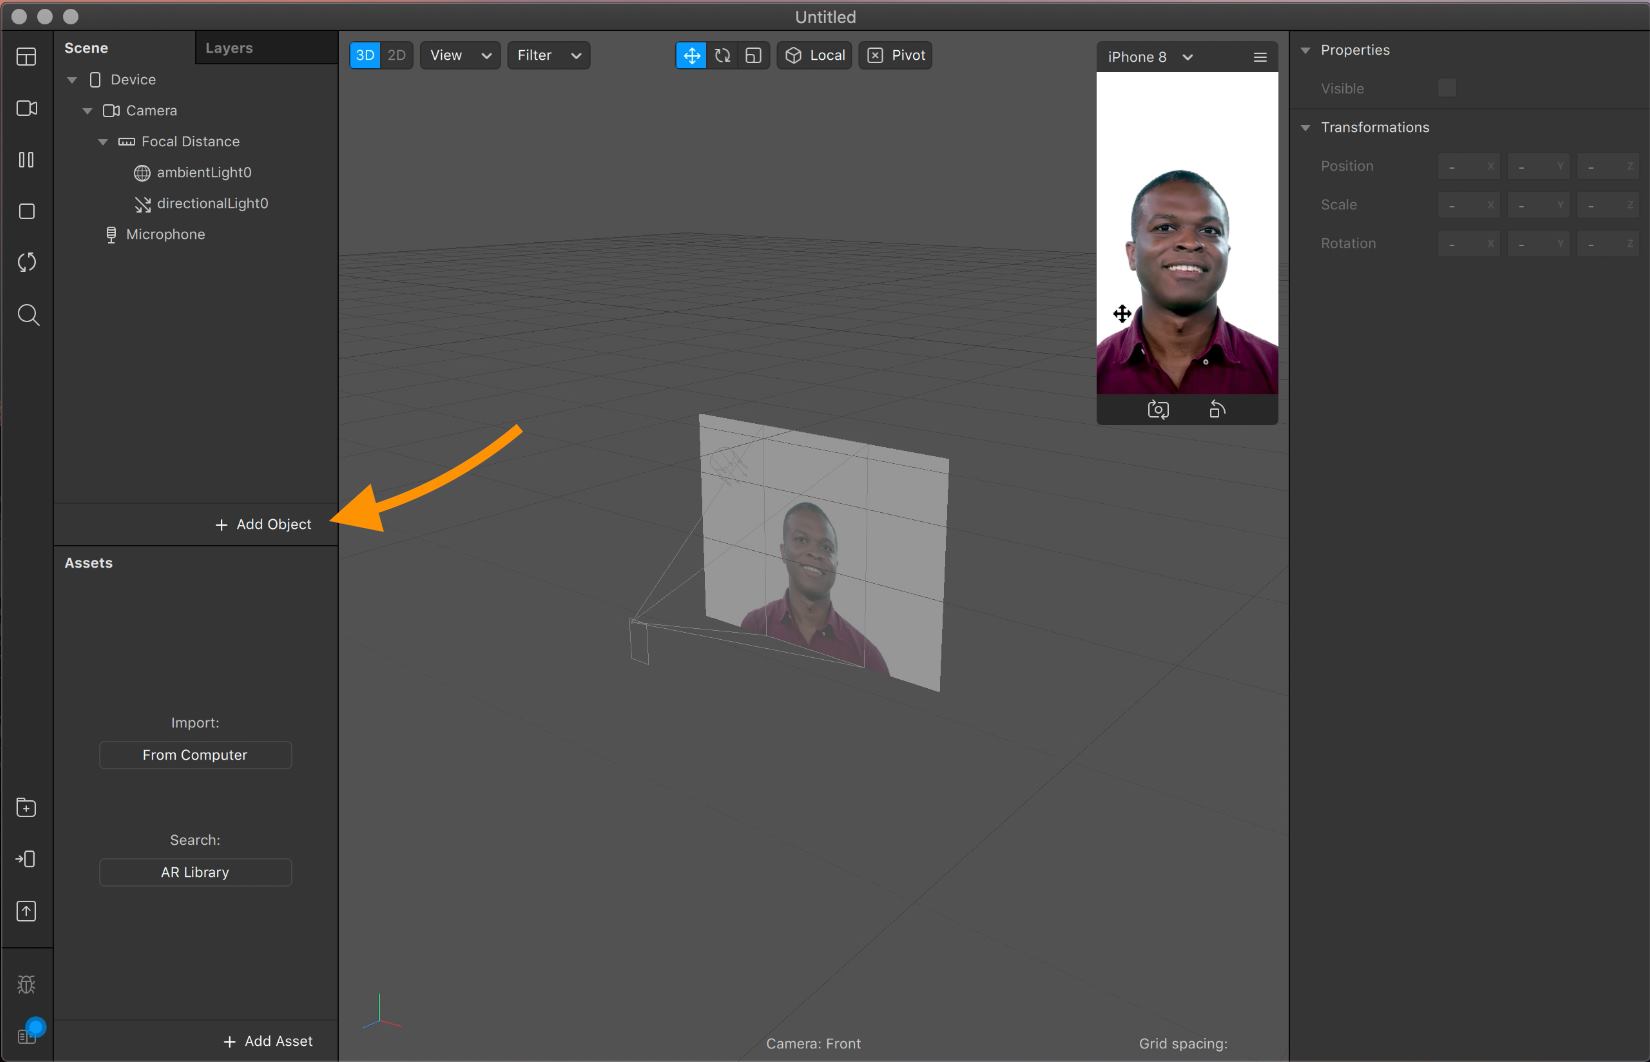 Untitled
Scene
Layers
3D
2D
View
Filter
Local
Pivot
iPhone 8
Properties
Visible
Transformations
Position
- X
- Y
- Z
Scale
- X
- Y
- Z
Rotation
- X
- Y
- Z
Device
Camera
Focal Distance
ambientLight0
directionalLight0
Microphone
+ Add Object
Assets
Import:
From Computer
Search:
AR Library
+ Add Asset
Camera: Front
Grid spacing: